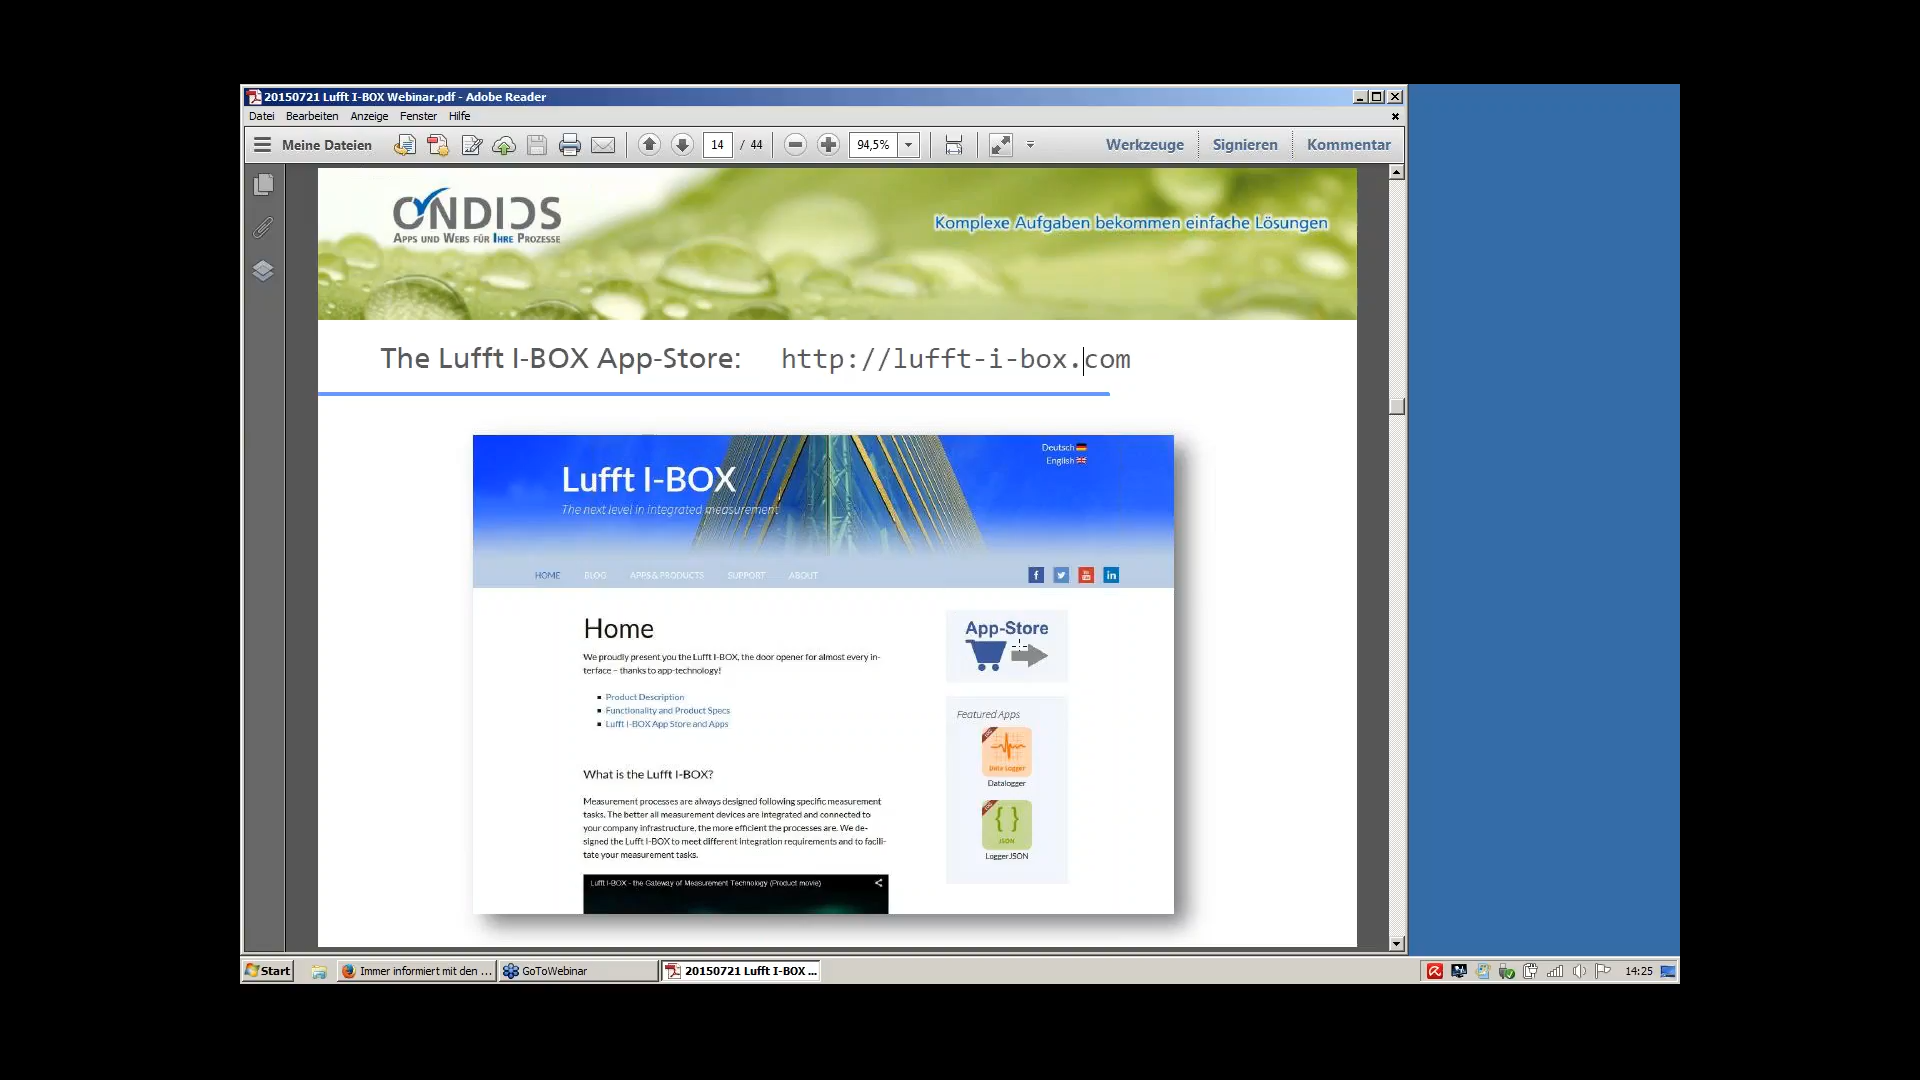 20150721 Lufft I-BOX Webinar.pdf - Adobe Reader
Datei Bearbeiten Anzeige Fenster Hilfe
Meine Dateien 14 / 44 94,5% Werkzeuge Signieren Kommentar
ONDICS
APPS UND WEBS FÜR IHRE PROZESSE
Komplexe Aufgaben bekommen einfache Lösungen
The Lufft I-BOX App-Store: http://lufft-i-box.com
Deutsch
English
Lufft I-BOX
The next level in integrated measurement
HOME BLOG APPS & PRODUCTS SUPPORT ABOUT
Home
We proudly present you the Lufft I-BOX, the door opener for almost every in-
terface – thanks to app-technology!
Product Description
Functionality and Product Specs
Lufft I-BOX App Store and Apps
What is the Lufft I-BOX?
Measurement processes are always designed following specific measurement
tasks. The better all measurement devices are integrated and connected to
your company infrastructure, the more efficient the processes are. We de-
signed the Lufft I-BOX to meet different integration requirements and to facili-
tate your measurement tasks.
Lufft I-BOX - the Gateway of Measurement Technology (Product movie)
App-Store
Featured Apps
Data Logger
Datalogger
{ }
JSON
LoggerJSON
Start Immer informiert mit den ... GoToWebinar 20150721 Lufft I-BOX ... 14:25